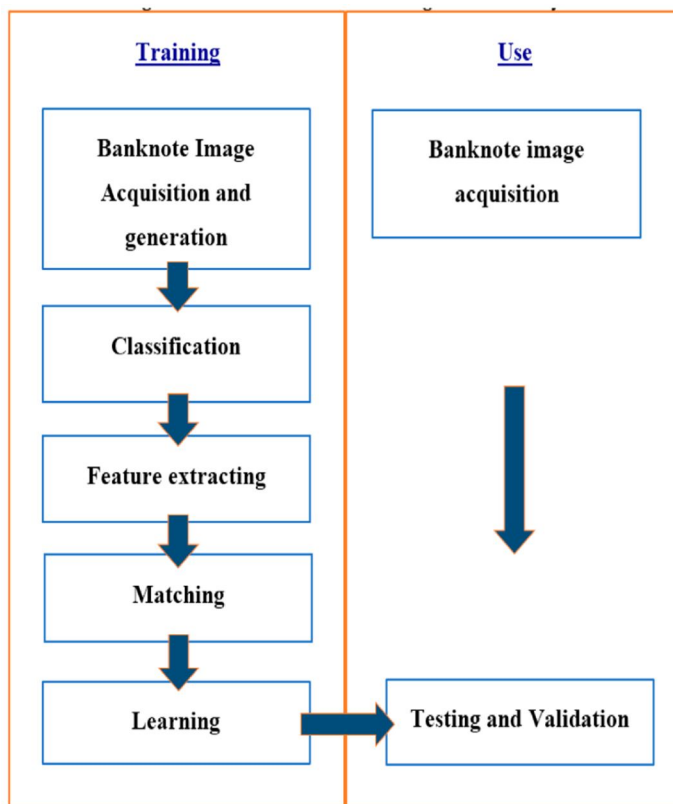 Training
Banknote Image
Acquisition and
generation
Classification
Feature extracting
Matching
Learning
Use
Banknote image
acquisition
Testing and Validation